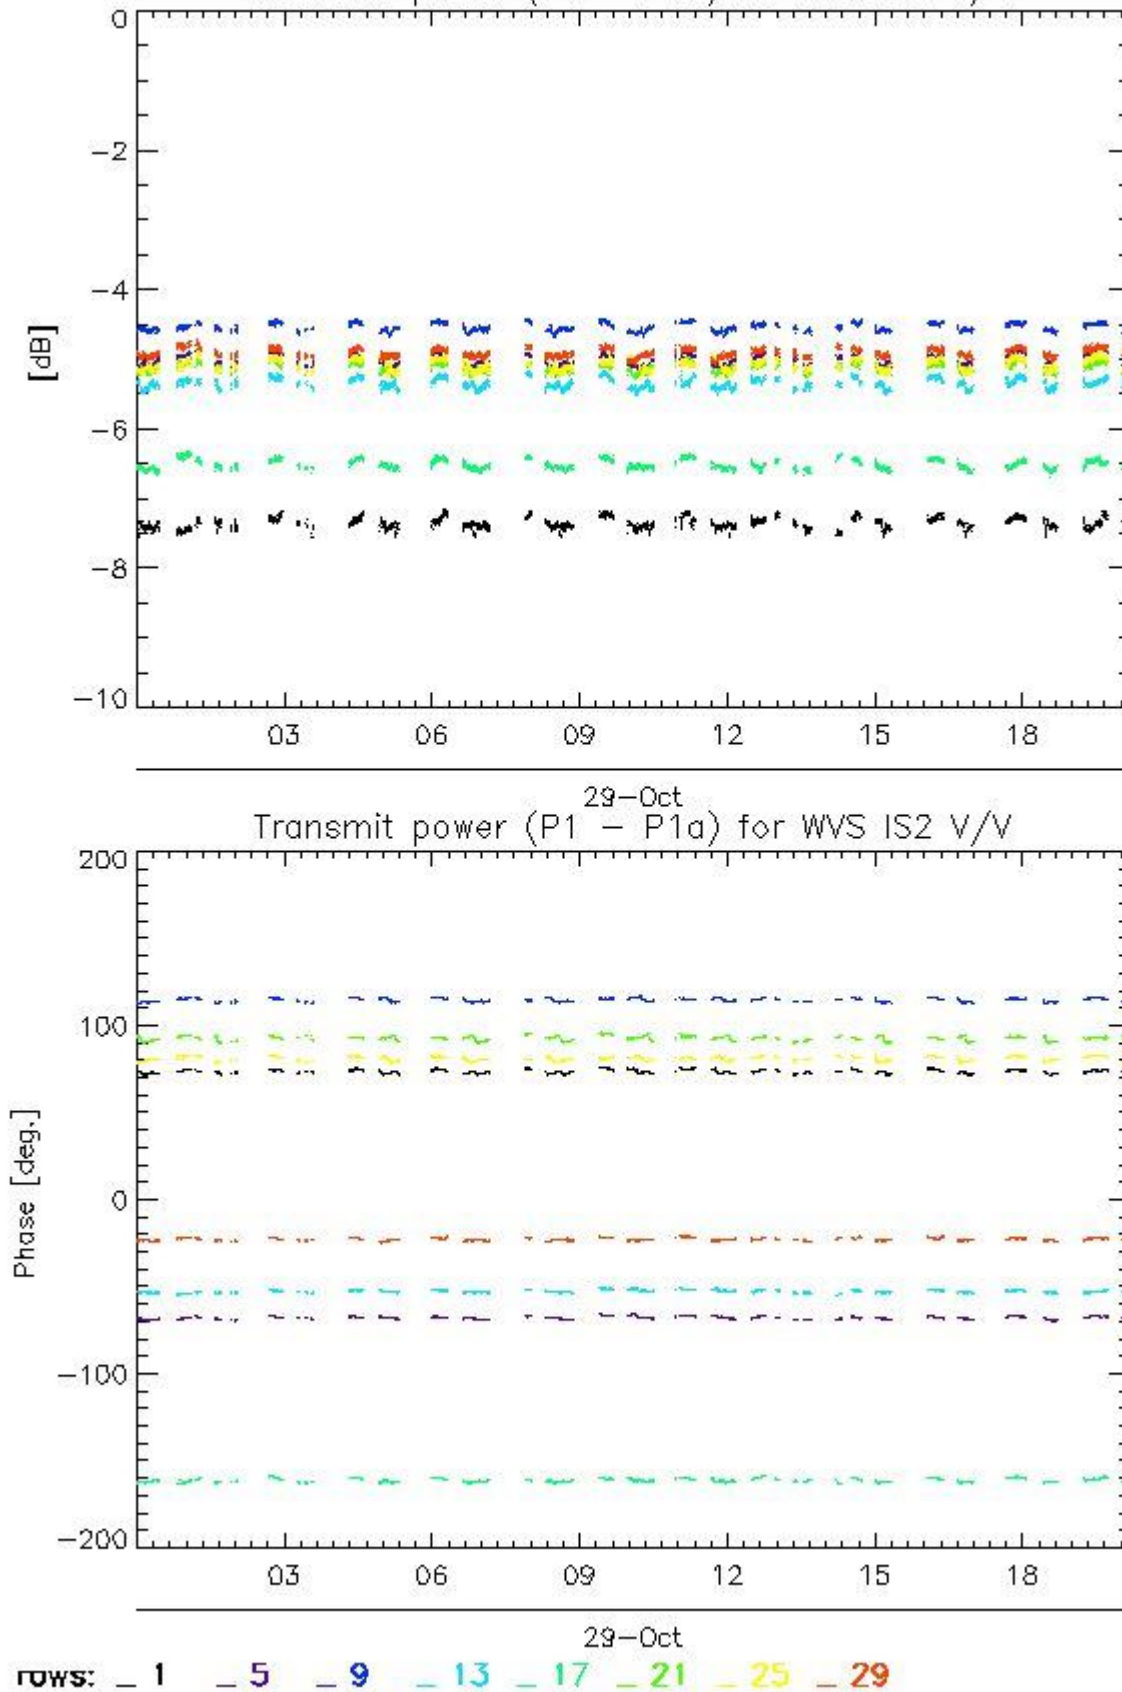 0
-2
-4
[dB]
-6
-8
-10
03 06 09 12 15 18
29-Oct
Transmit power (P1 - P1a) for WVS IS2 V/V
200
100
Phase [deg.]
0
-100
-200
03 06 09 12 15 18
29-Oct
rows: _ 1 _ 5 _ 9 _ 13 _ 17 _ 21 _ 25 _ 29